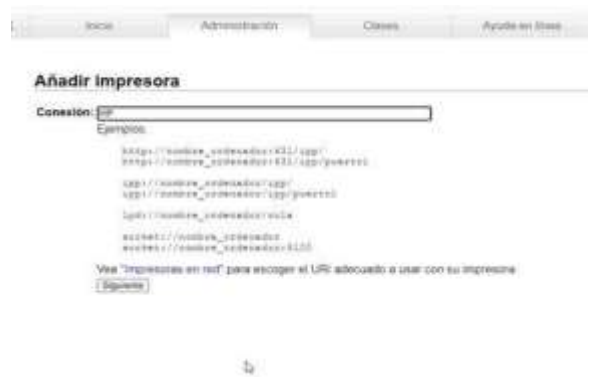 Inicio Administración Clases Ayuda en línea
Añadir impresora
Conexión:
Ejemplos:
http://nombre_ordenador:631/ipp/
http://nombre_ordenador:631/ipp/puerto1
ipp://nombre_ordenador/ipp/
ipp://nombre_ordenador/ipp/puerto1
lpd://nombre_ordenador/cola
socket://nombre_ordenador
socket://nombre_ordenador:9100
Vea "Impresoras en red" para escoger el URI adecuado a usar con su impresora.
Siguiente